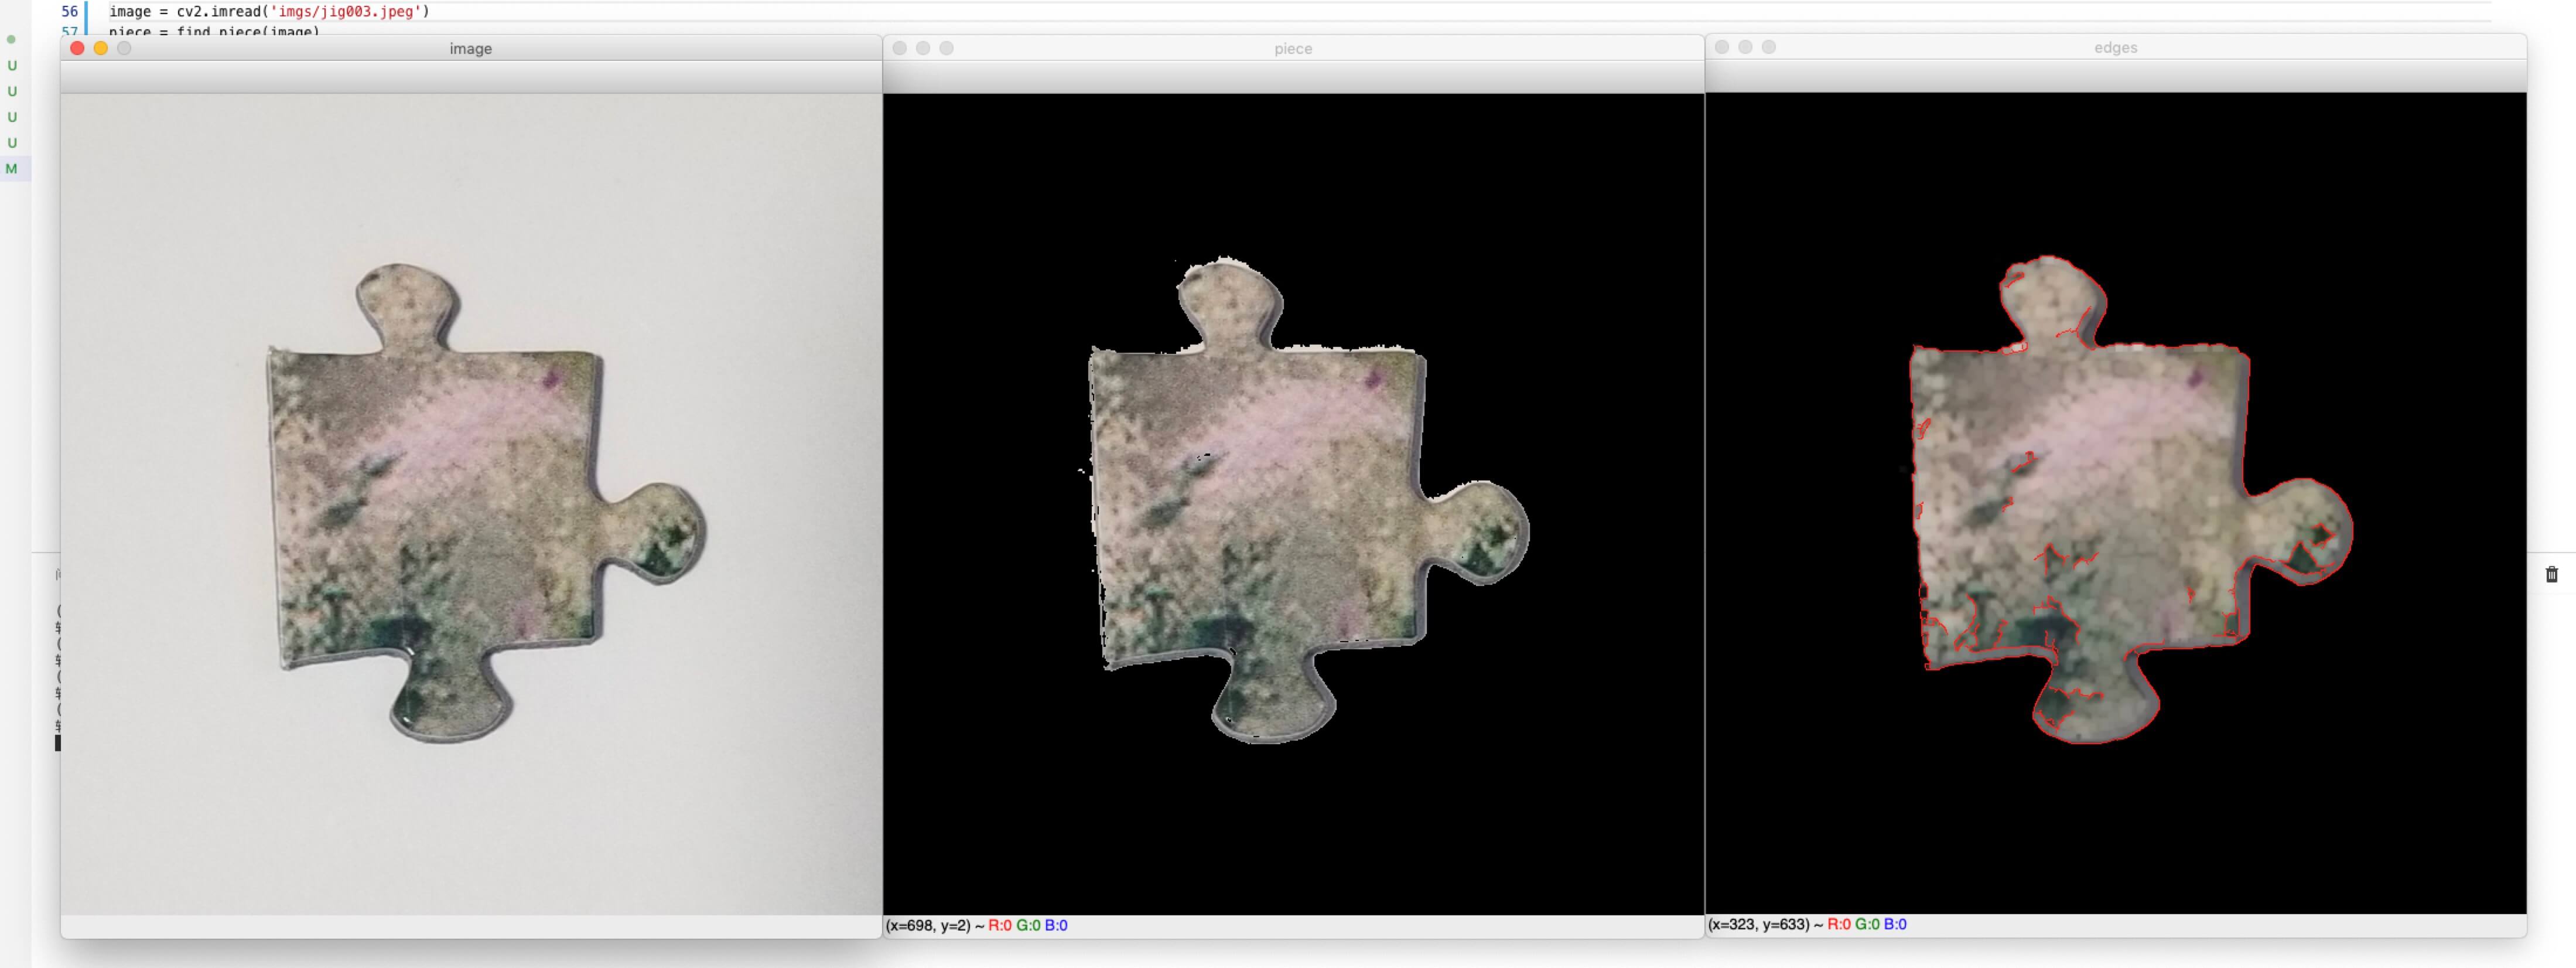 56 image = cv2.imread('imgs/jig003.jpeg')
57 piece = find_piece(image)
image
piece
edges
U
U
U
U
M
(x=698, y=2) ~ R:0 G:0 B:0
(x=323, y=633) ~ R:0 G:0 B:0